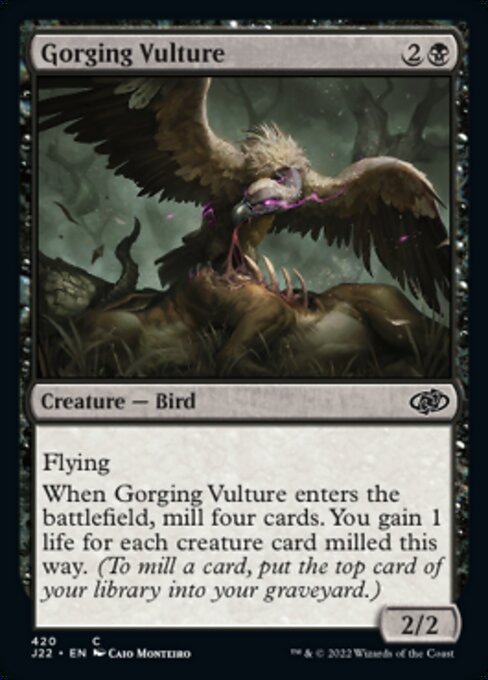 Gorging Vulture 2
Creature — Bird
Flying
When Gorging Vulture enters the
battlefield, mill four cards. You gain 1
life for each creature card milled this
way. (To mill a card, put the top card of
your library into your graveyard.)
2/2
420 C
J22 • EN Caio Monteiro
™ & © 2022 Wizards of the Coast